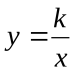 y = k/x